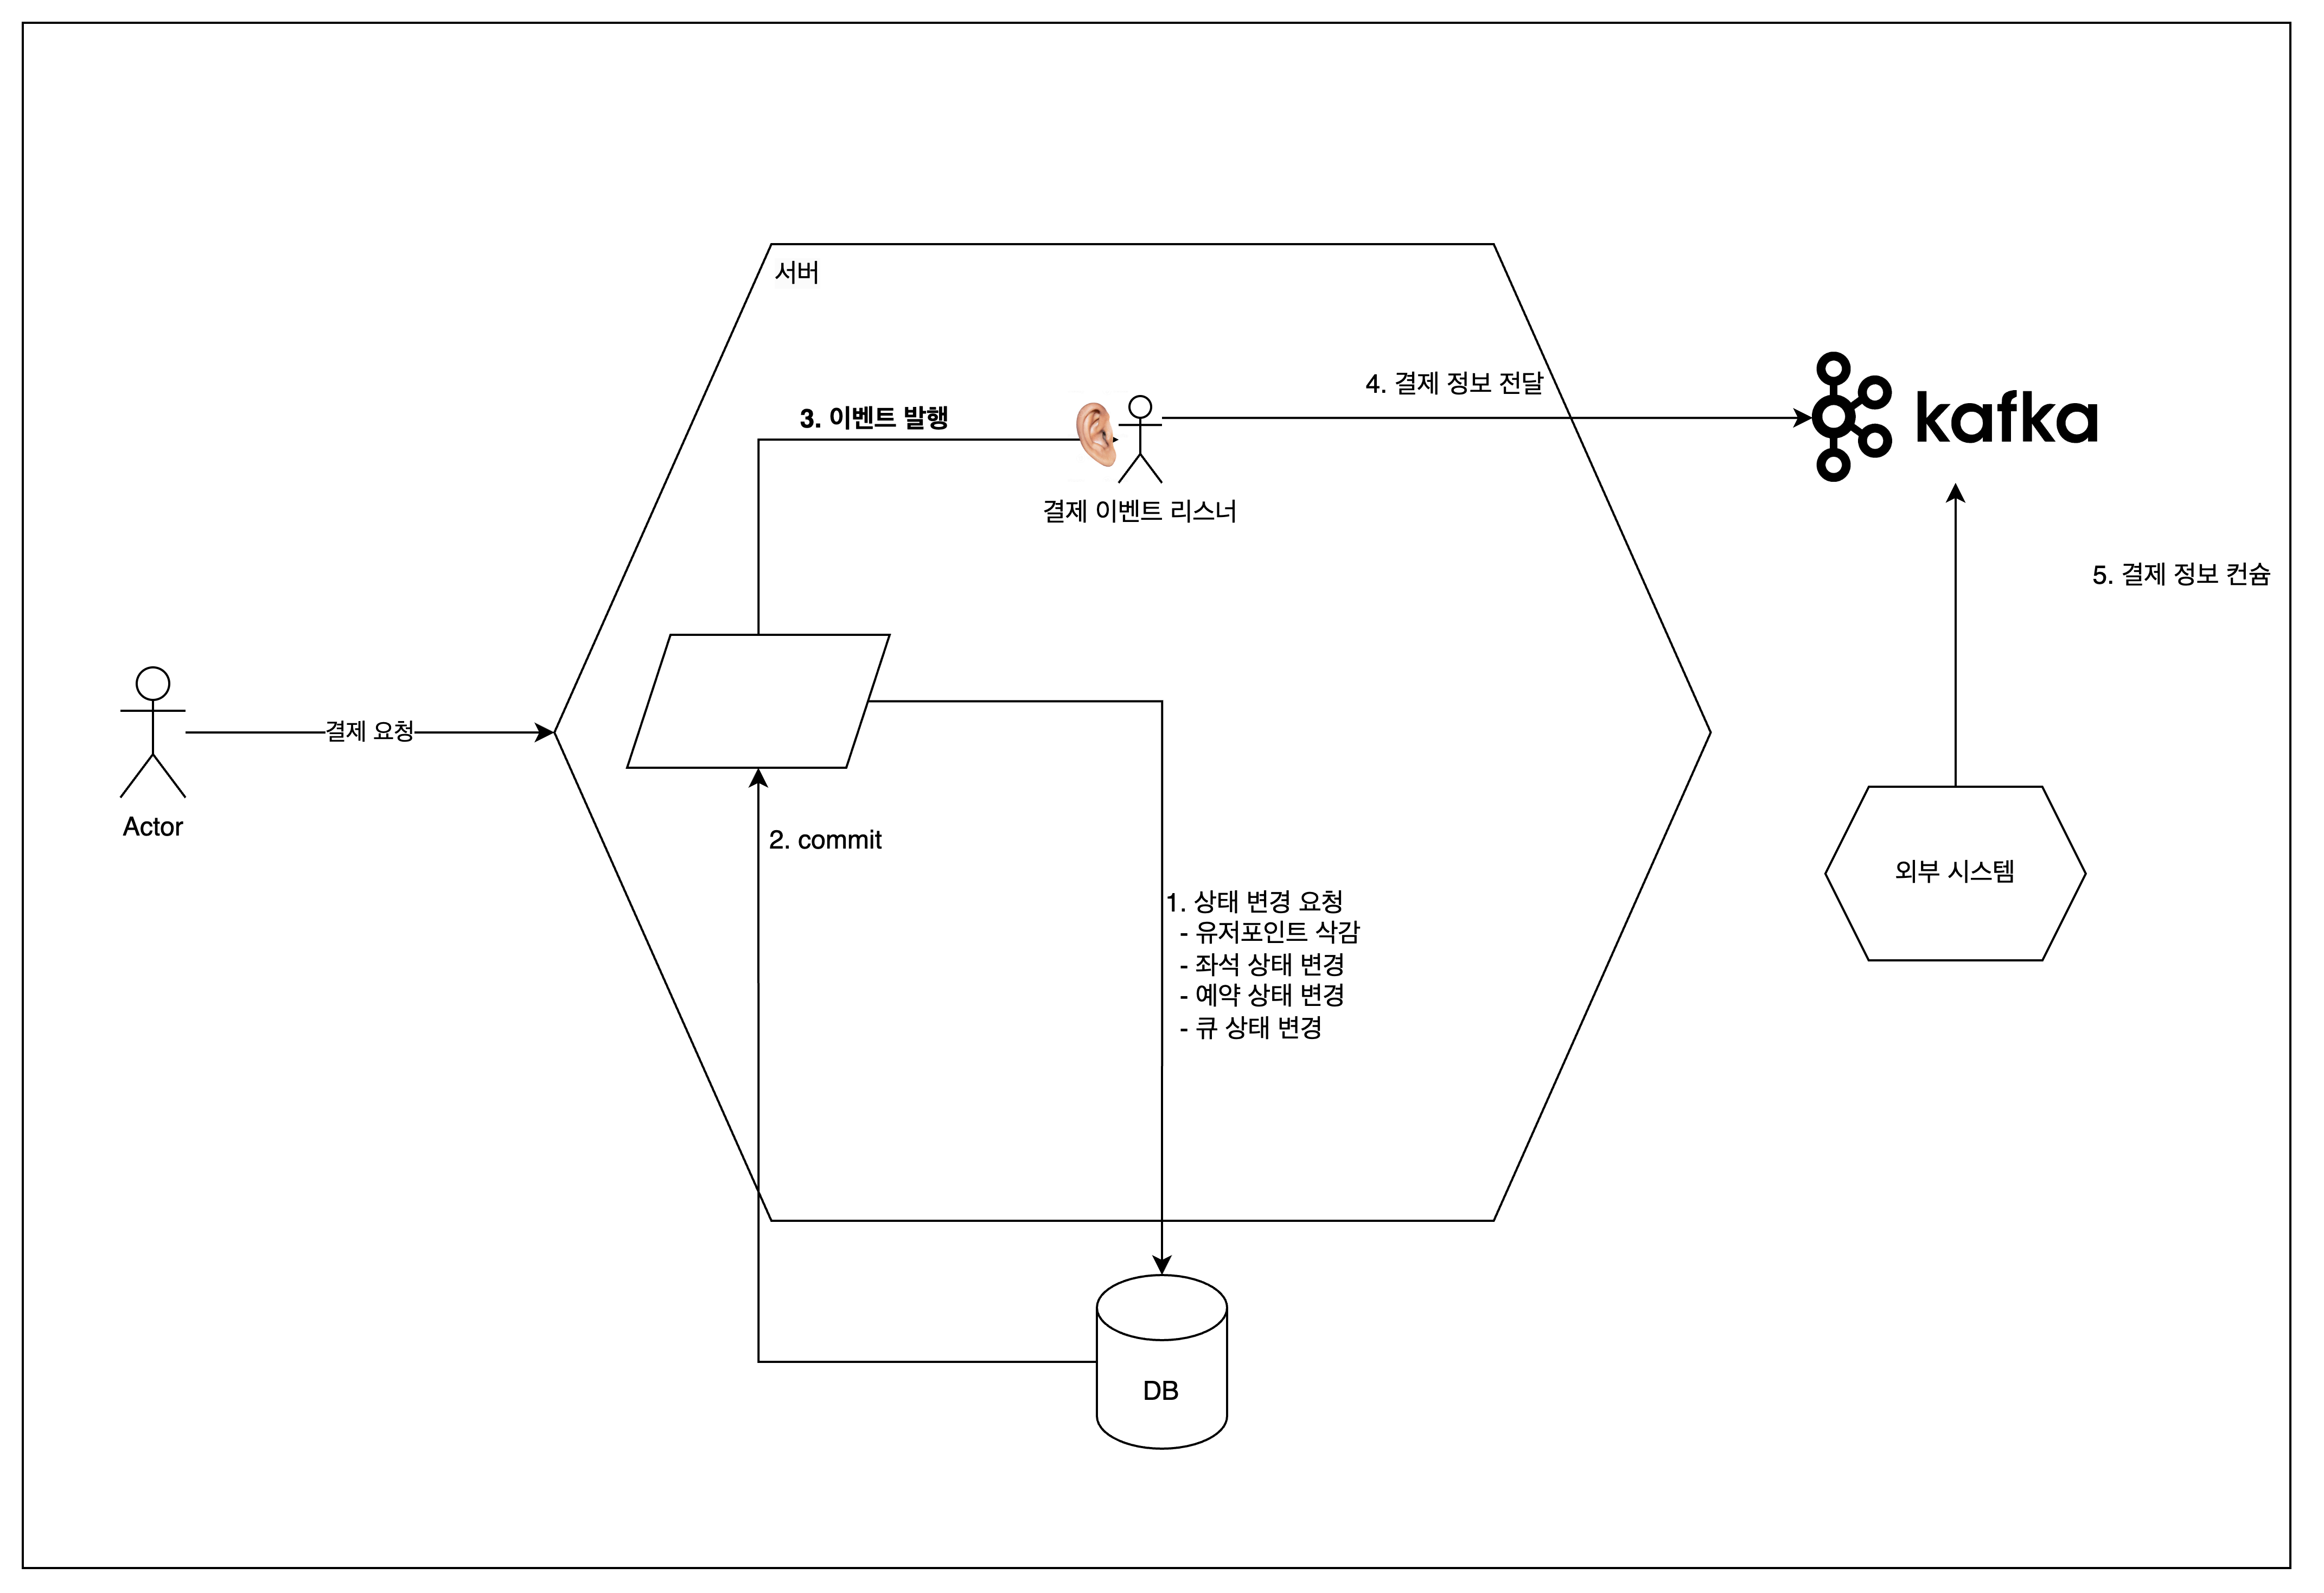 서버
4. 결제 정보 전달
3. 이벤트 발행
kafka
결제 이벤트 리스너
5. 결제 정보 컨슘
결제 요청
Actor
2. commit
1. 상태 변경 요청
- 유저포인트 삭감
- 좌석 상태 변경
- 예약 상태 변경
- 큐 상태 변경
외부 시스템
DB